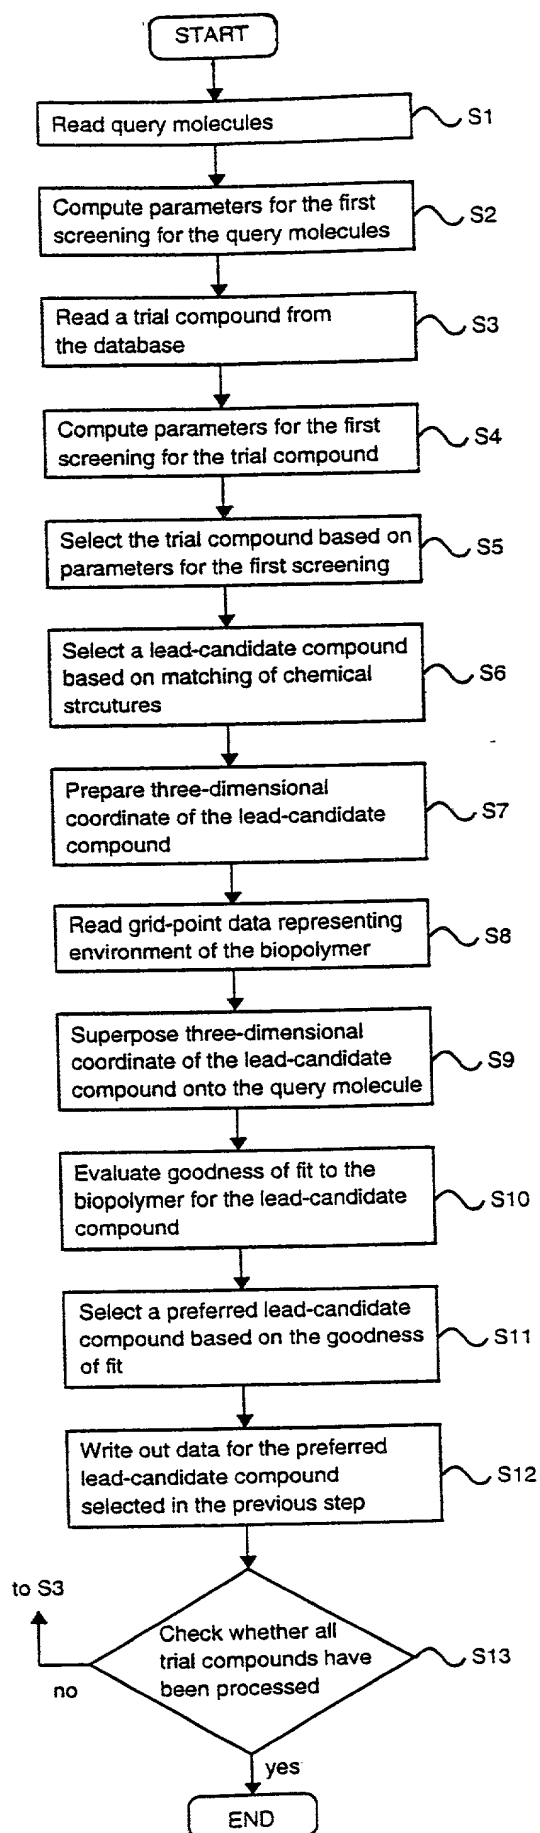 START
Read query molecules
S1
Compute parameters for the first
screening for the query molecules
S2
Read a trial compound from
the database
S3
Compute parameters for the first
screening for the trial compound
S4
Select the trial compound based on
parameters for the first screening
S5
Select a lead-candidate compound
based on matching of chemical
strcutures
S6
Prepare three-dimensional
coordinate of the lead-candidate
compound
S7
Read grid-point data representing
environment of the biopolymer
S8
Superpose three-dimensional
coordinate of the lead-candidate
compound onto the query molecule
S9
Evaluate goodness of fit to the
biopolymer for the lead-candidate
compound
S10
Select a preferred lead-candidate
compound based on the goodness
of fit
S11
Write out data for the preferred
lead-candidate compound
selected in the previous step
S12
to S3
Check whether all
trial compounds have
been processed
S13
no
yes
END